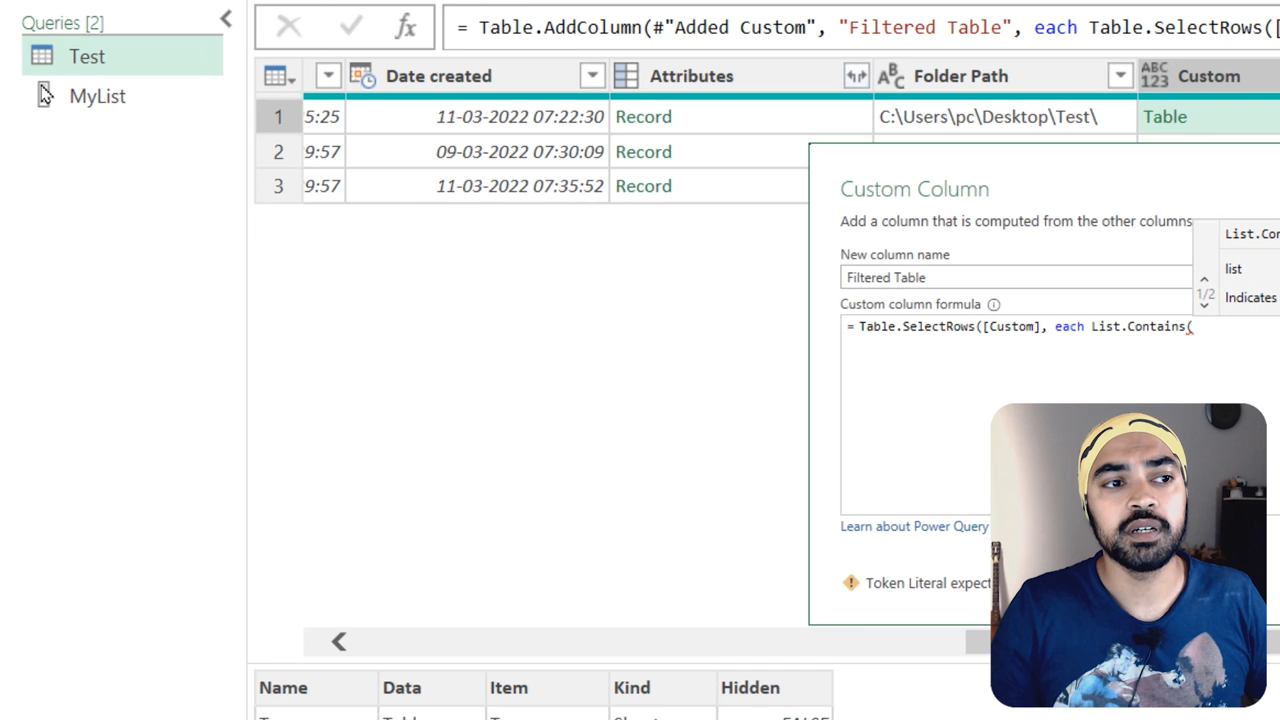 Queries [2]
Test
MyList
= Table.AddColumn(#"Added Custom", "Filtered Table", each Table.SelectRows([
Date created
Attributes
ABC Folder Path
ABC 123 Custom
1 5:25 11-03-2022 07:22:30 Record C:\Users\pc\Desktop\Test\ Table
2 9:57 09-03-2022 07:30:09 Record
3 9:57 11-03-2022 07:35:52 Record
Custom Column
Add a column that is computed from the other columns
List.Con
New column name
list
Filtered Table
1/2 Indicates
Custom column formula
= Table.SelectRows([Custom], each List.Contains(
Learn about Power Query
Token Literal expect
Name Data Item Kind Hidden